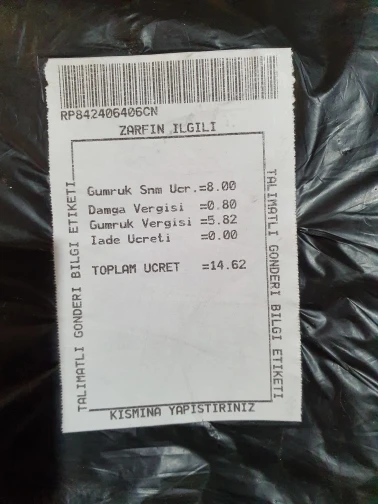 RP842406406CN
ZARFIN ILGILI
TALIMATLI GONDERI BILGI ETIKETI
Gumruk Snm Ucr.=8.00
Damga Vergisi =0.80
Gumruk Vergisi =5.82
Iade Ucreti =0.00
TOPLAM UCRET =14.62
TALIMATLI GONDERI BILGI ETIKETI
KISMINA YAPISTIRINIZ